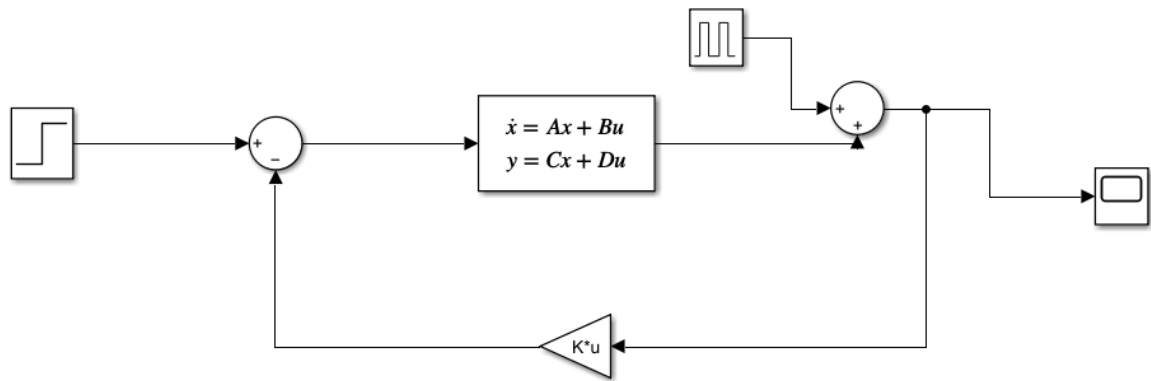 +
+
+
−
ẋ = Ax + Bu
y = Cx + Du
K*u